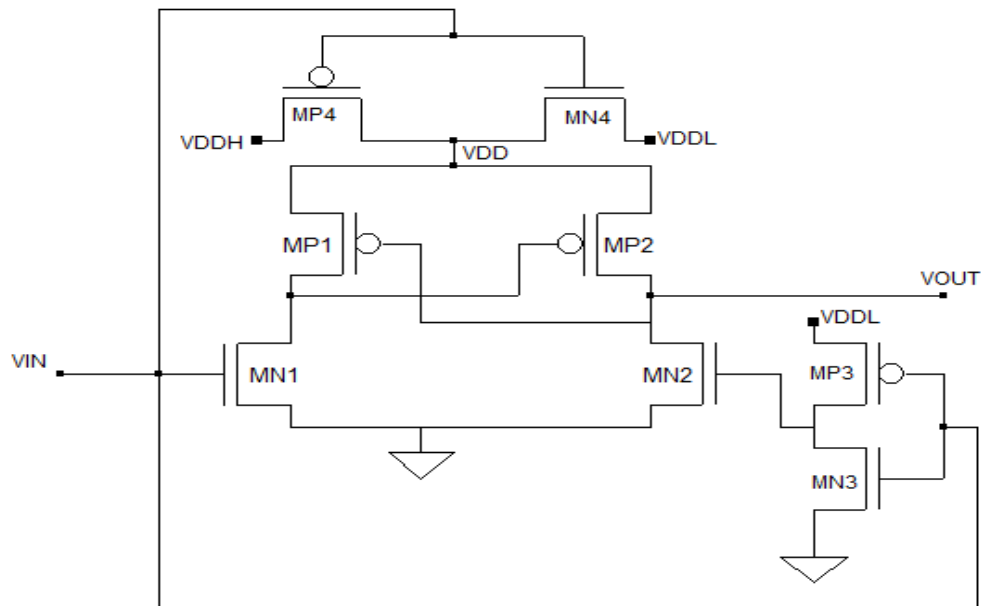 MP4
MN4
VDDH
VDDL
VDD
MP1
MP2
VOUT
VDDL
VIN
MN1
MN2
MP3
MN3